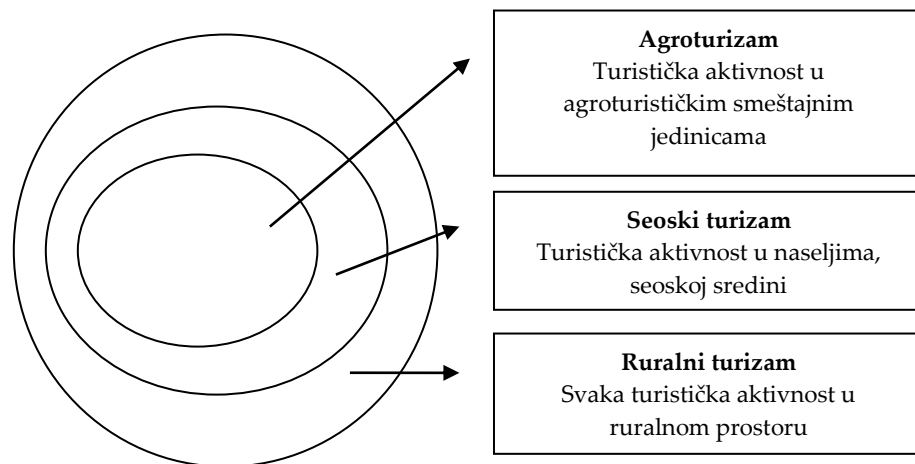 Agroturizam
Turistička aktivnost u
agroturističkim smeštajnim
jedinicama
Seoski turizam
Turistička aktivnost u naseljima,
seoskoj sredini
Ruralni turizam
Svaka turistička aktivnost u
ruralnom prostoru